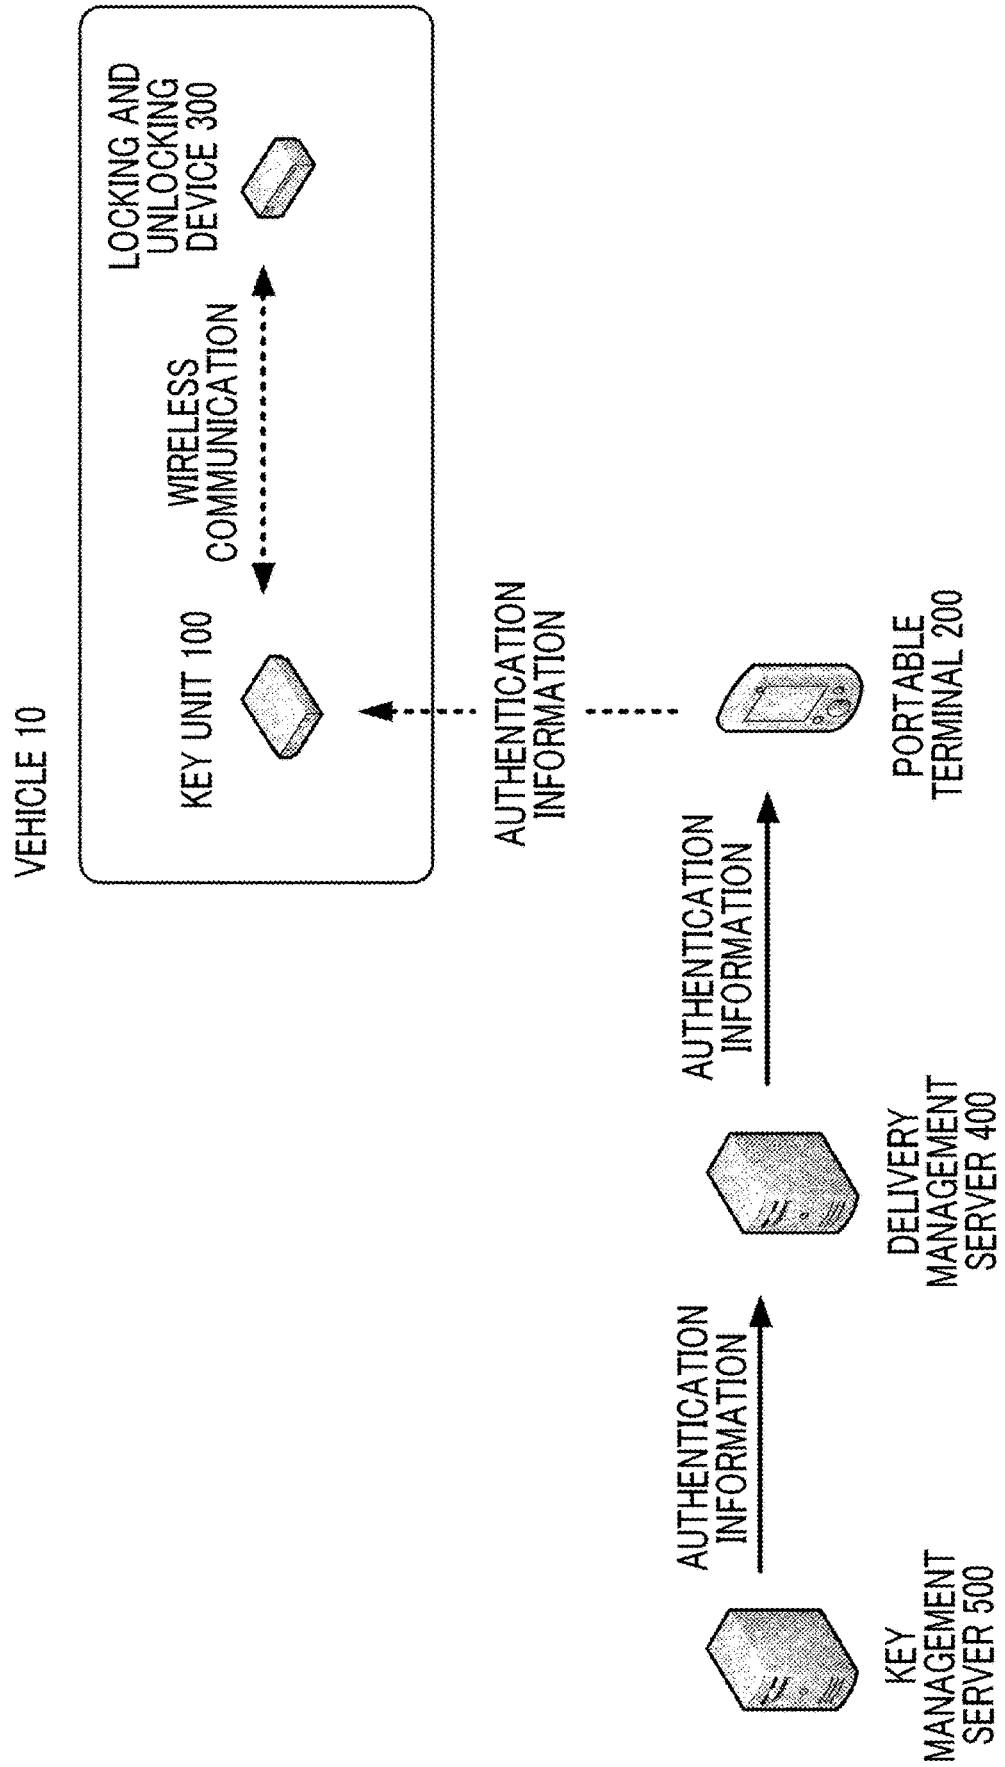 VEHICLE 10
KEY UNIT 100
WIRELESS
COMMUNICATION
LOCKING AND
UNLOCKING
DEVICE 300
AUTHENTICATION
INFORMATION
AUTHENTICATION
INFORMATION
AUTHENTICATION
INFORMATION
KEY
MANAGEMENT
SERVER 500
DELIVERY
MANAGEMENT
SERVER 400
PORTABLE
TERMINAL 200